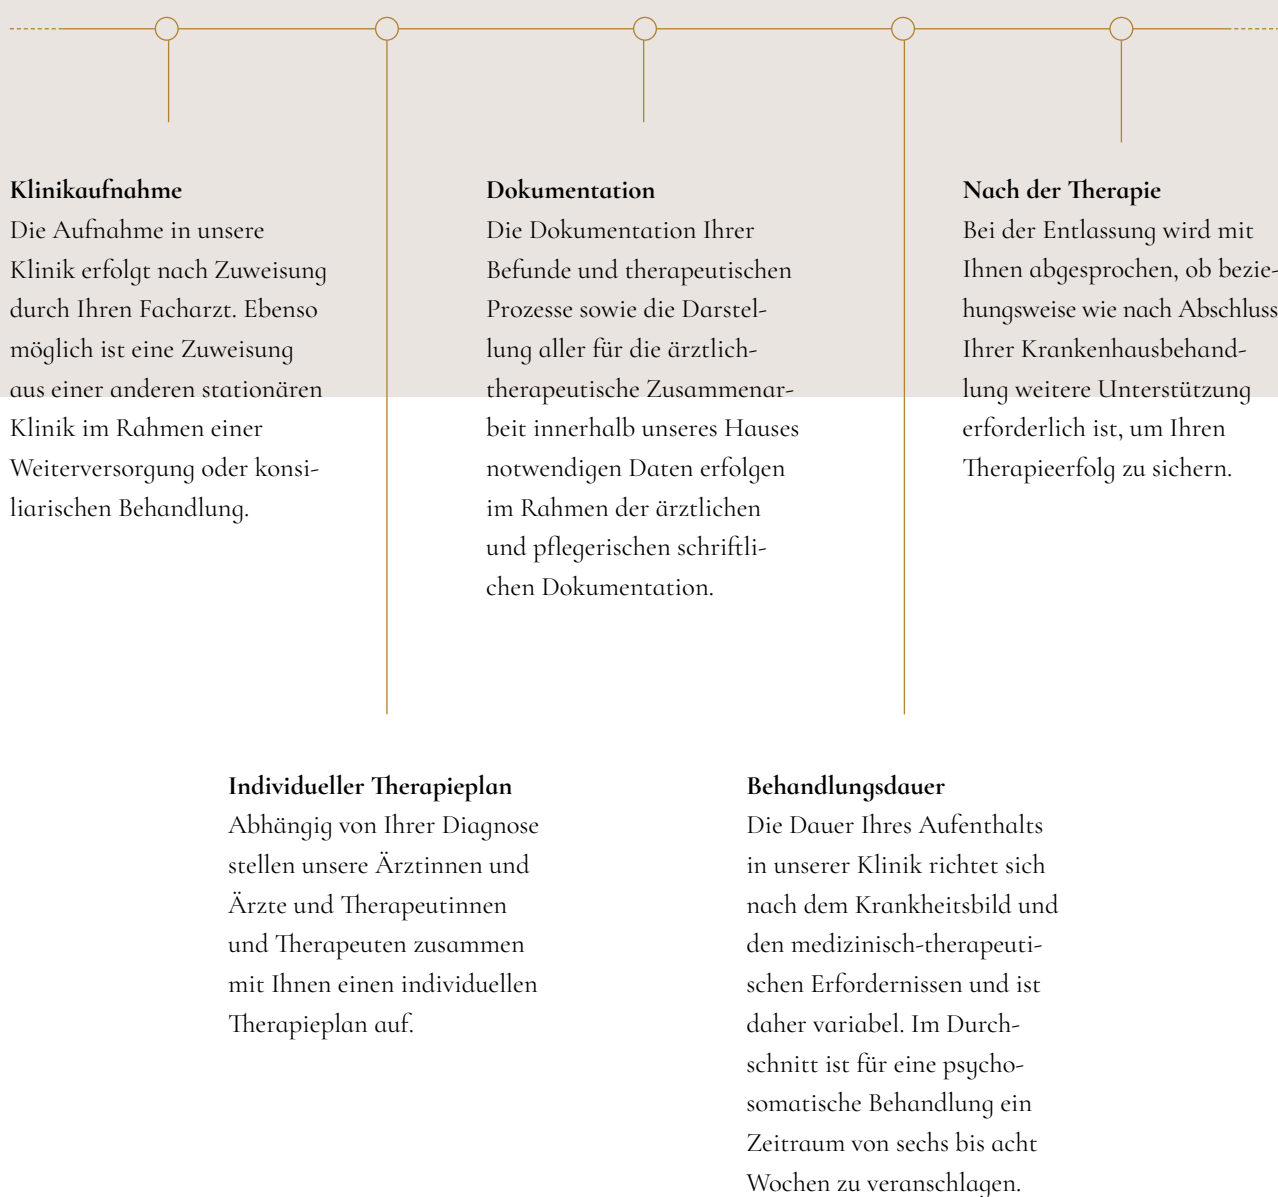 Klinikaufnahme
Die Aufnahme in unsere
Klinik erfolgt nach Zuweisung
durch Ihren Facharzt. Ebenso
möglich ist eine Zuweisung
aus einer anderen stationären
Klinik im Rahmen einer
Weiterversorgung oder konsi-
liarischen Behandlung.
Individueller Therapieplan
Abhängig von Ihrer Diagnose
stellen unsere Ärztinnen und
Ärzte und Therapeutinnen
und Therapeuten zusammen
mit Ihnen einen individuellen
Therapieplan auf.
Dokumentation
Die Dokumentation Ihrer
Befunde und therapeutischen
Prozesse sowie die Darstel-
lung aller für die ärztlich-
therapeutische Zusammenar-
beit innerhalb unseres Hauses
notwendigen Daten erfolgen
im Rahmen der ärztlichen
und pflegerischen schriftli-
chen Dokumentation.
Behandlungsdauer
Die Dauer Ihres Aufenthalts
in unserer Klinik richtet sich
nach dem Krankheitsbild und
den medizinisch-therapeuti-
schen Erfordernissen und ist
daher variabel. Im Durch-
schnitt ist für eine psycho-
somatische Behandlung ein
Zeitraum von sechs bis acht
Wochen zu veranschlagen.
Nach der Therapie
Bei der Entlassung wird mit
Ihnen abgesprochen, ob bezie-
hungsweise wie nach Abschluss
Ihrer Krankenhausbehand-
lung weitere Unterstützung
erforderlich ist, um Ihren
Therapieerfolg zu sichern.